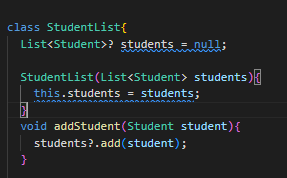 class StudentList{
List<Student>? students = null;
StudentList(List<Student> students){
this.students = students;
}
void addStudent(Student student){
students?.add(student);
}